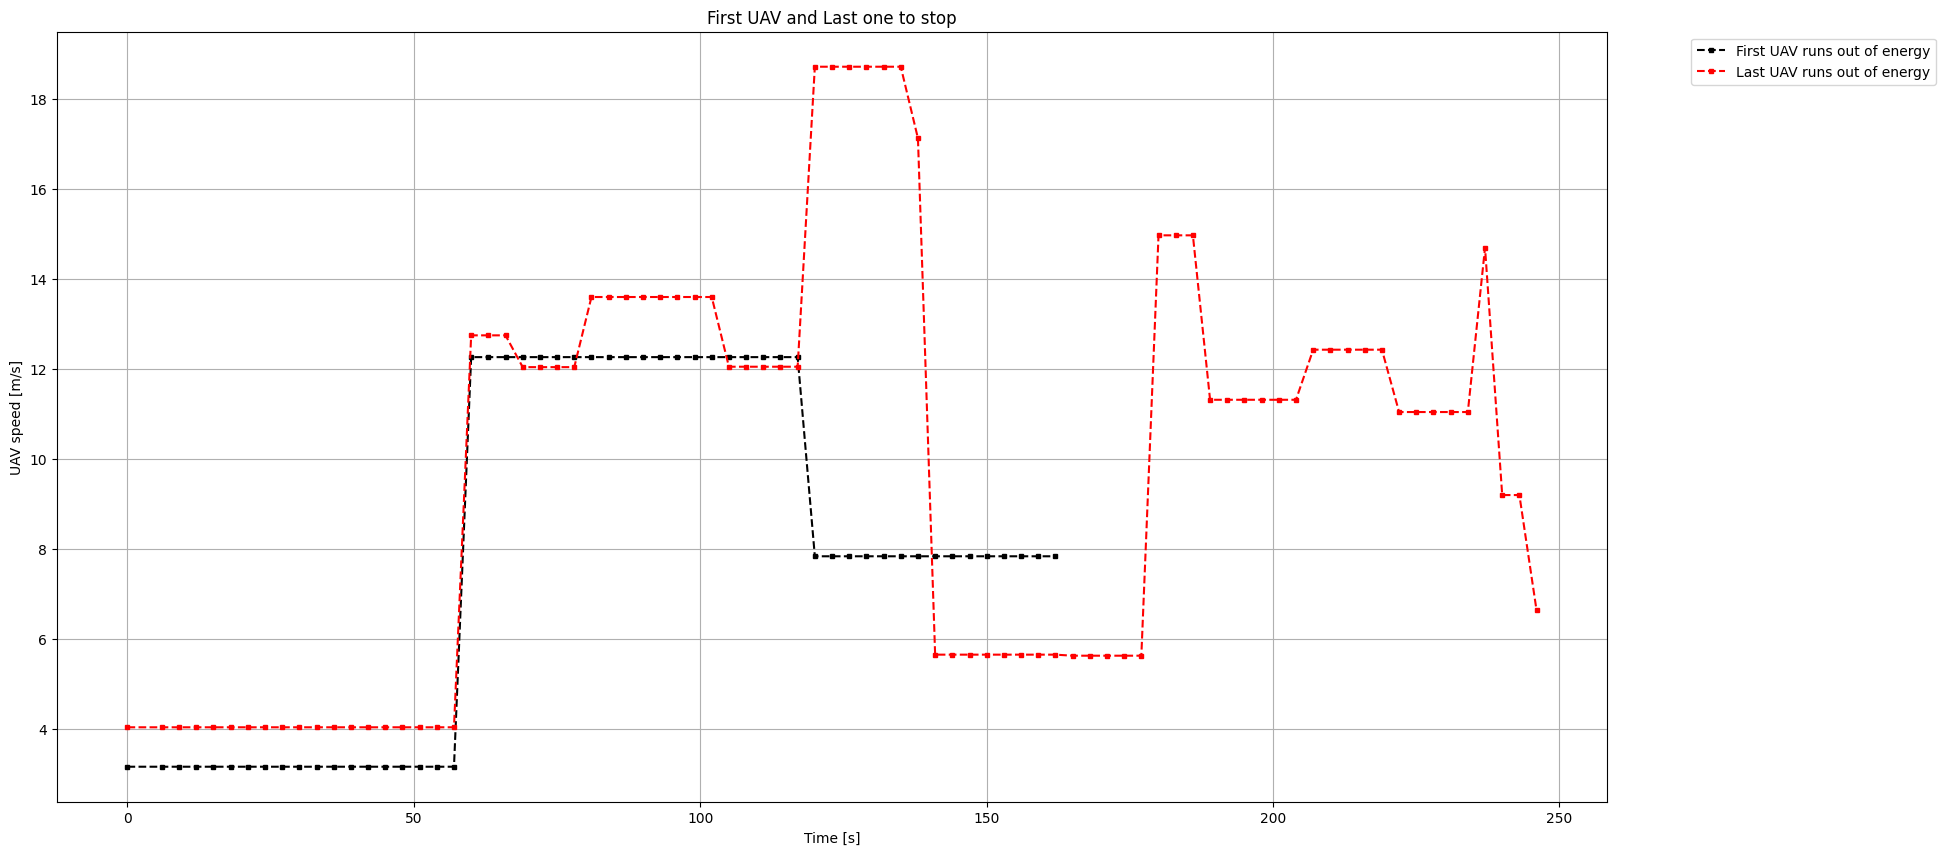 First UAV and Last one to stop
First UAV runs out of energy
Last UAV runs out of energy
18
16
14
12
10
8
6
4
UAV speed [m/s]
0
50
100
150
200
250
Time [s]